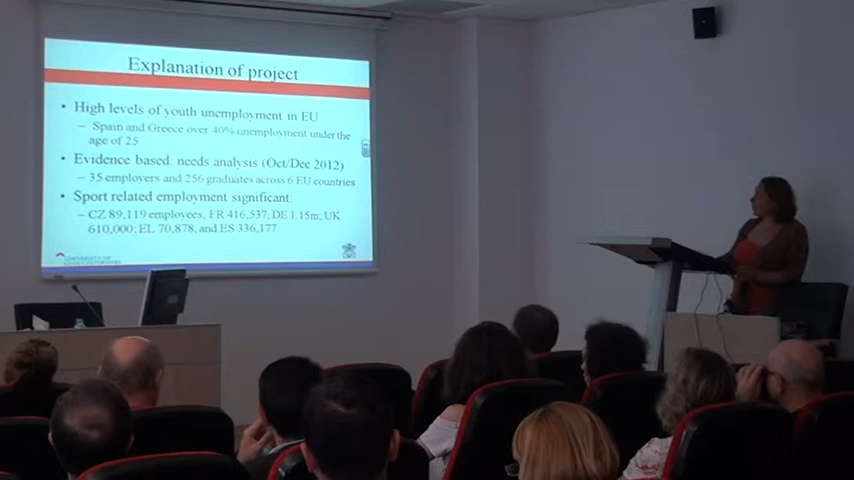 Explanation of project
• High levels of youth unemployment in EU
– Spain and Greece over 40% unemployment under the
age of 25
• Evidence based: needs analysis (Oct/Dec 2012)
– 35 employers and 256 graduates across 6 EU countries
• Sport related employment significant:
– CZ 89,119 employees, FR 416,537, DE 1.15m; UK
610,000; EL 70,878, and ES 336,177
UNIVERSITY OF
GLOUCESTERSHIRE